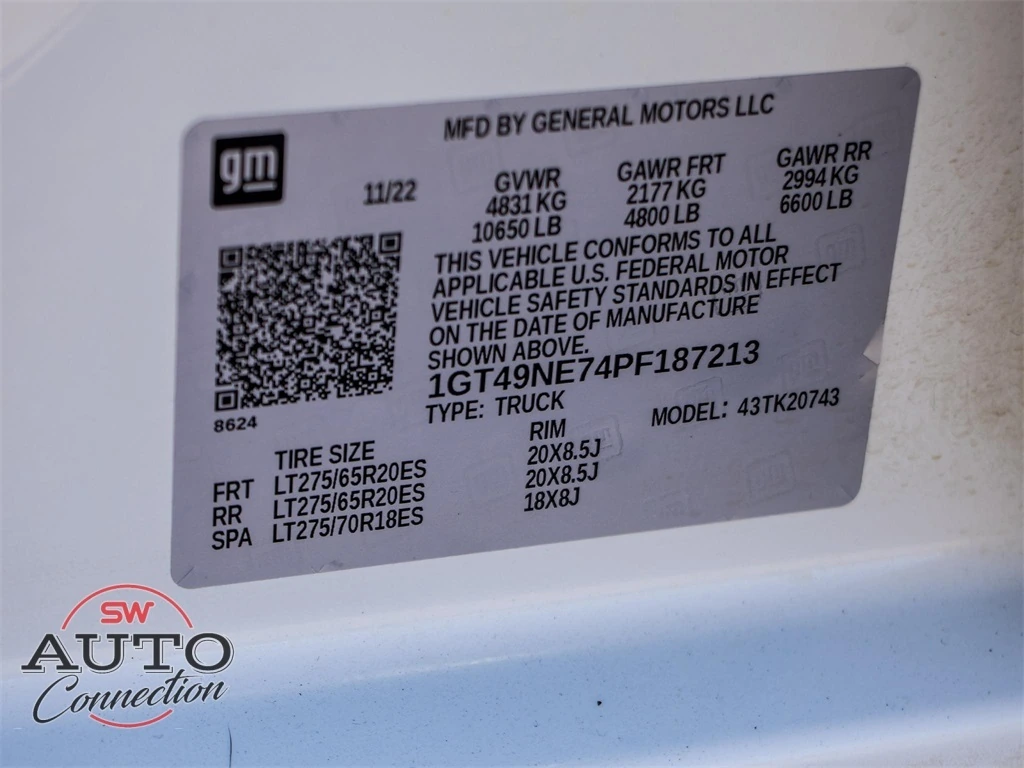 MFD BY GENERAL MOTORS LLC
gm
11/22
GVWR
4831 KG
10650 LB
GAWR FRT
2177 KG
4800 LB
GAWR RR
2994 KG
6600 LB
THIS VEHICLE CONFORMS TO ALL
APPLICABLE U.S. FEDERAL MOTOR
VEHICLE SAFETY STANDARDS IN EFFECT
ON THE DATE OF MANUFACTURE
SHOWN ABOVE.
1GT49NE74PF187213
TYPE: TRUCK
MODEL: 43TK20743
8624
TIRE SIZE RIM
FRT LT275/65R20ES 20X8.5J
RR LT275/65R20ES 20X8.5J
SPA LT275/70R18ES 18X8J
SW
AUTO
Connection